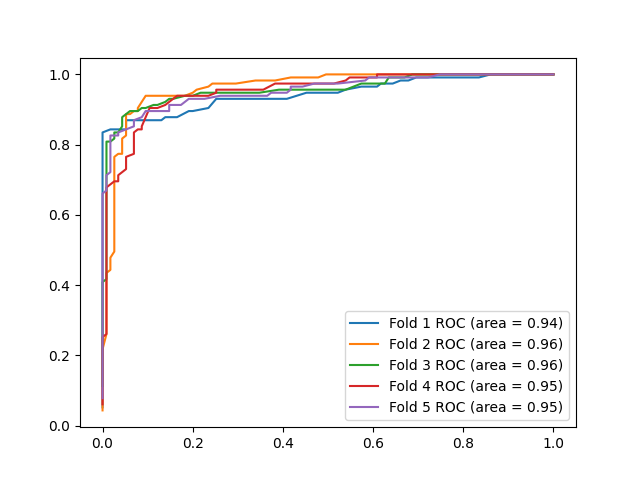 1.0
0.8
0.6
0.4
0.2
0.0
0.0 0.2 0.4 0.6 0.8 1.0
Fold 1 ROC (area = 0.94)
Fold 2 ROC (area = 0.96)
Fold 3 ROC (area = 0.96)
Fold 4 ROC (area = 0.95)
Fold 5 ROC (area = 0.95)